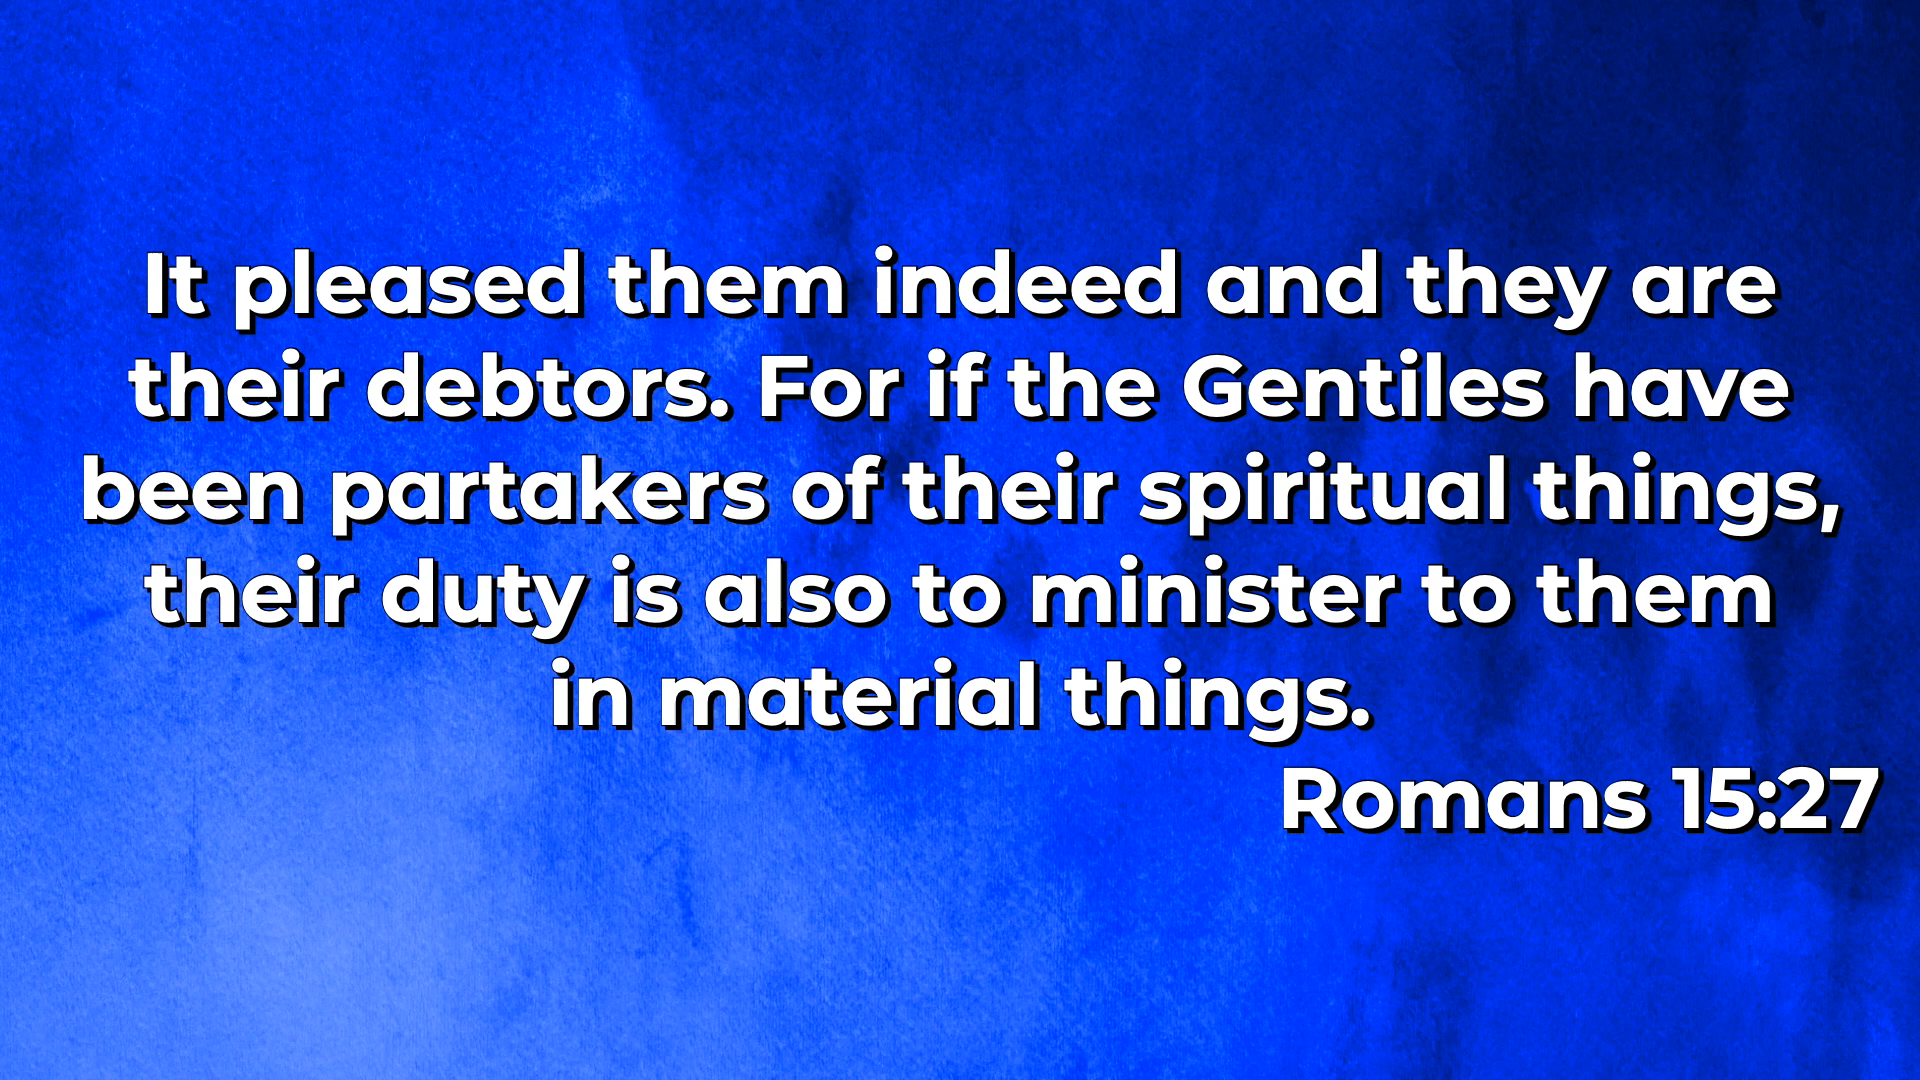 It pleased them indeed and they are
their debtors. For if the Gentiles have
been partakers of their spiritual things,
their duty is also to minister to them
in material things.
Romans 15:27